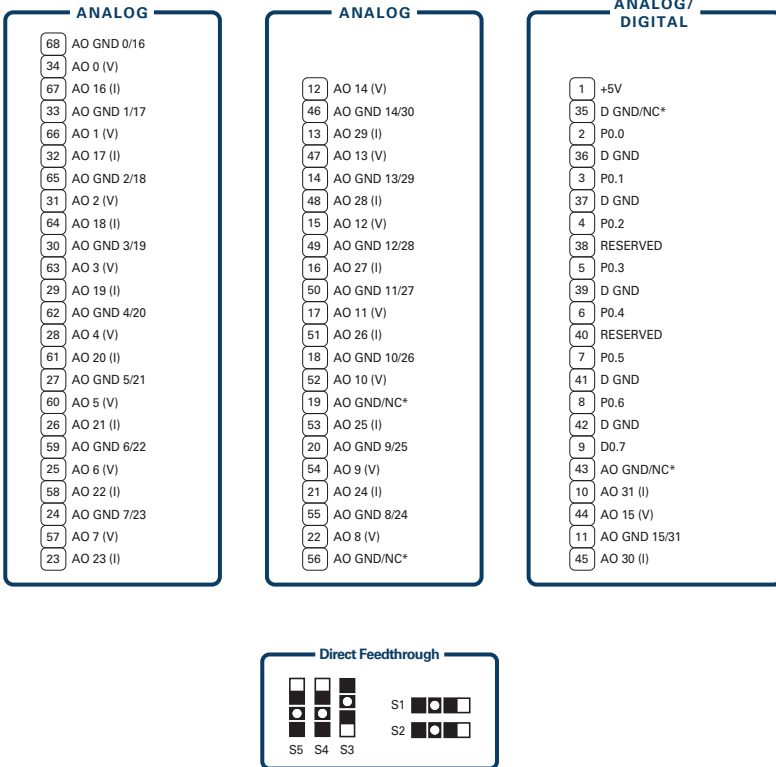 ANALOG
68 AO GND 0/16
34 AO 0 (V)
67 AO 16 (I)
33 AO GND 1/17
66 AO 1 (V)
32 AO 17 (I)
65 AO GND 2/18
31 AO 2 (V)
64 AO 18 (I)
30 AO GND 3/19
63 AO 3 (V)
29 AO 19 (I)
62 AO GND 4/20
28 AO 4 (V)
61 AO 20 (I)
27 AO GND 5/21
60 AO 5 (V)
26 AO 21 (I)
59 AO GND 6/22
25 AO 6 (V)
58 AO 22 (I)
24 AO GND 7/23
57 AO 7 (V)
23 AO 23 (I)
ANALOG
12 AO 14 (V)
46 AO GND 14/30
13 AO 29 (I)
47 AO 13 (V)
14 AO GND 13/29
48 AO 28 (I)
15 AO 12 (V)
49 AO GND 12/28
16 AO 27 (I)
50 AO GND 11/27
17 AO 11 (V)
51 AO 26 (I)
18 AO GND 10/26
52 AO 10 (V)
19 AO GND/NC*
53 AO 25 (I)
20 AO GND 9/25
54 AO 9 (V)
21 AO 24 (I)
55 AO GND 8/24
22 AO 8 (V)
56 AO GND/NC*
ANALOG/
DIGITAL
1 +5V
35 D GND/NC*
2 P0.0
36 D GND
3 P0.1
37 D GND
4 P0.2
38 RESERVED
5 P0.3
39 D GND
6 P0.4
40 RESERVED
7 P0.5
41 D GND
8 P0.6
42 D GND
9 D0.7
43 AO GND/NC*
10 AO 31 (I)
44 AO 15 (V)
11 AO GND 15/31
45 AO 30 (I)
Direct Feedthrough
S1
S2
S5 S4 S3